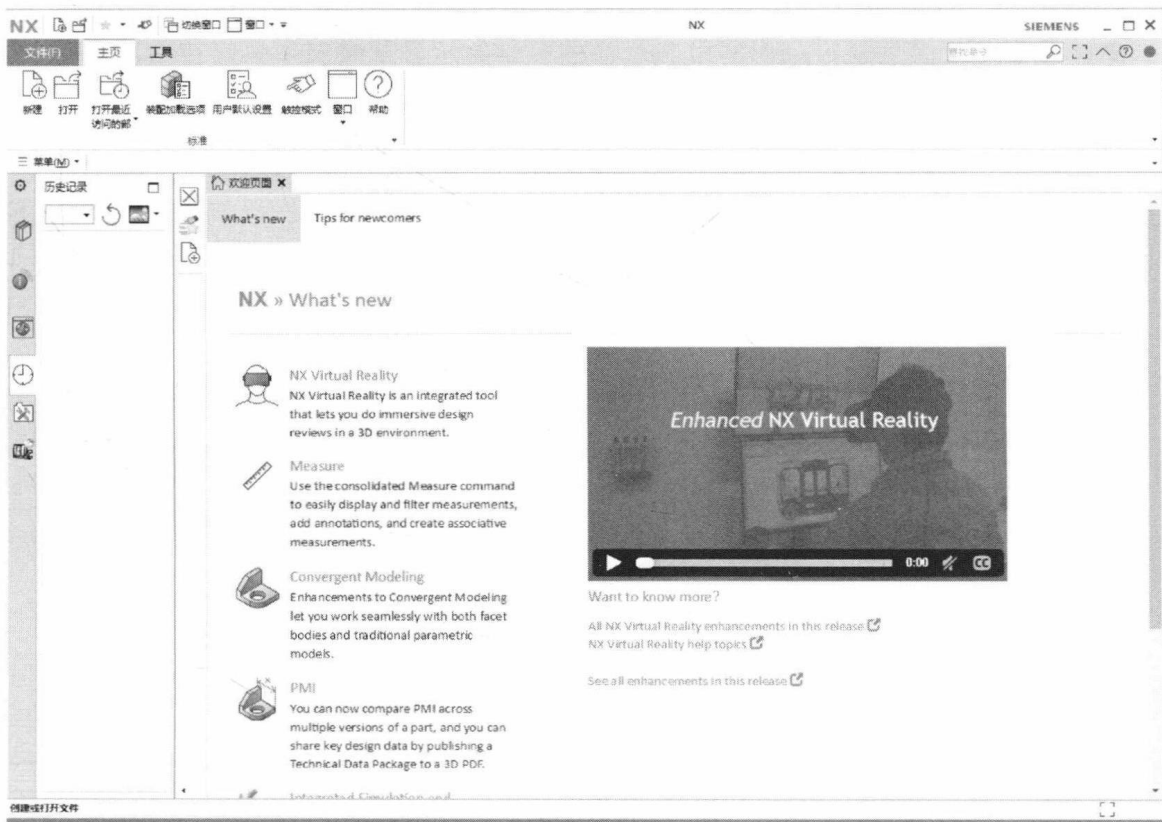 NX 切换窗口 窗口 NX SIEMENS
文件(F) 主页 工具
新建 打开 打开最近访问的部 装配加载选项 用户默认设置 触控模式 窗口 帮助
标准
菜单(M)
历史记录 欢迎页面
What's new Tips for newcomers
NX » What's new
NX Virtual Reality
NX Virtual Reality is an integrated tool
that lets you do immersive design
reviews in a 3D environment.
Measure
Use the consolidated Measure command
to easily display and filter measurements,
add annotations, and create associative
measurements.
Convergent Modeling
Enhancements to Convergent Modeling
let you work seamlessly with both facet
bodies and traditional parametric
models.
PMI
You can now compare PMI across
multiple versions of a part, and you can
share key design data by publishing a
Technical Data Package to a 3D PDF.
Integrated Simulation and
Enhanced NX Virtual Reality
0:00 CC
Want to know more?
All NX Virtual Reality enhancements in this release
NX Virtual Reality help topics
See all enhancements in this release
创建或打开文件